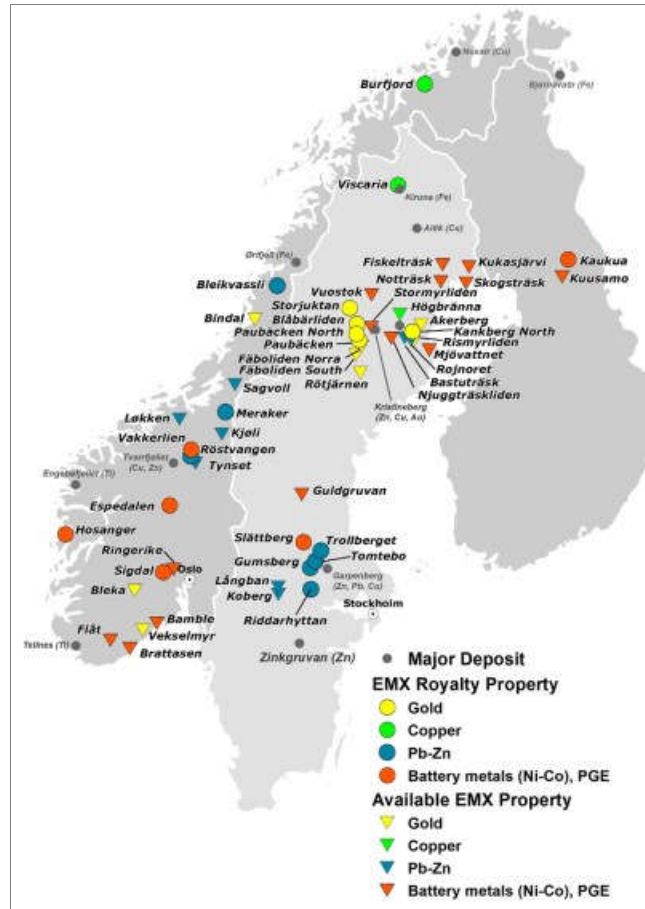 Nussir (Cu)
Burfjord
Bjørnevatn (Fe)
Viscaria
Kiruna (Fe)
Aitik (Cu)
Ørtfjell (Fe)
Fiskelträsk
Kukasjärvi
Kaukua
Bleikvassli
Notträsk
Skogsträsk
Kuusamo
Vuostok
Stormyrliden
Storjuktan
Högbränna
Bindal
Blåbärliden
Akerberg
Paubäcken North
Kankberg North
Paubäcken
Rismyrliden
Fäboliden Norra
Mjövattnet
Fäboliden South
Rojnoret
Rötjärnen
Bastuträsk
Sagvoll
Njuggträskliden
Kristineberg
(Zn, Cu, Au)
Løkken
Meraker
Vakkerlien
Kjøli
Røstvangen
Tverrfjellet
(Cu, Zn)
Tynset
Engebøfjellet (Ti)
Guldgruvan
Espedalen
Hosanger
Slättberg
Trollberget
Ringerike
Gumsberg
Tomtebo
Sigdal
Oslo
Garpenberg
(Zn, Pb, Cu)
Bleka
Långban
Koberg
Stockholm
Flåt
Bamble
Riddarhyttan
Vekselmyr
Tellnes (Ti)
Brattasen
Zinkgruvan (Zn)
Major Deposit
EMX Royalty Property
Gold
Copper
Pb-Zn
Battery metals (Ni-Co), PGE
Available EMX Property
Gold
Copper
Pb-Zn
Battery metals (Ni-Co), PGE